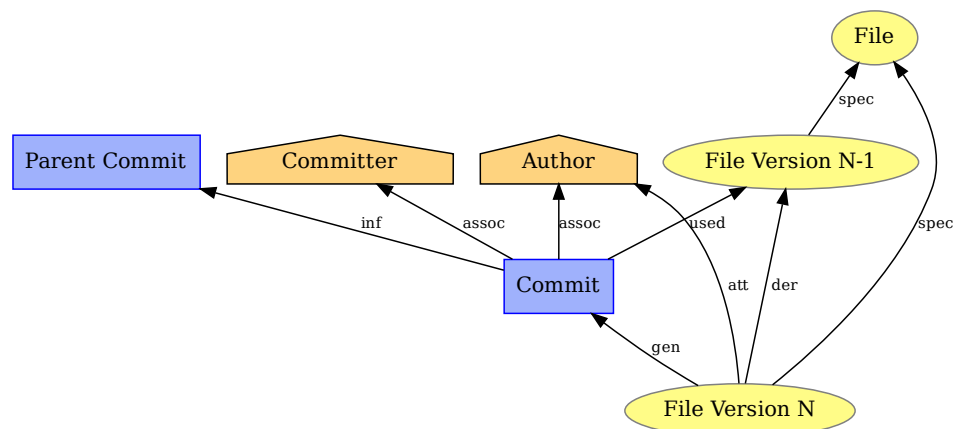 File
spec
Parent Commit
Committer
Author
File Version N-1
inf
assoc
assoc
used
spec
Commit
att
der
gen
File Version N